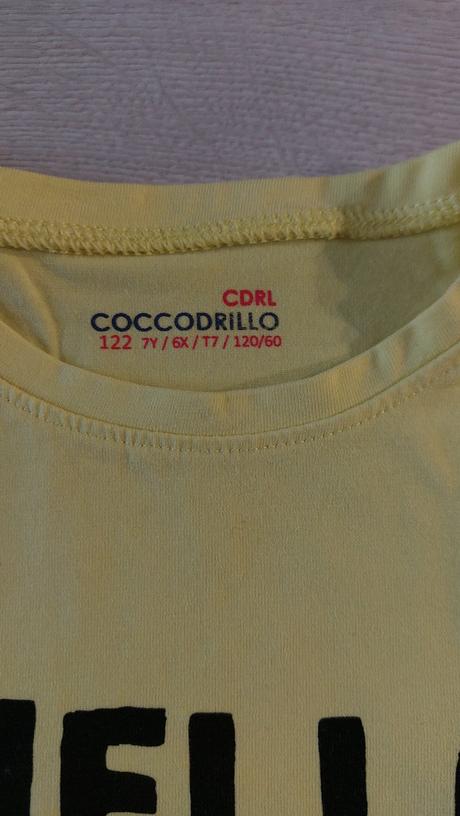 CDRL
COCCODRILLO
122 7Y / 6X / T7 / 120/60